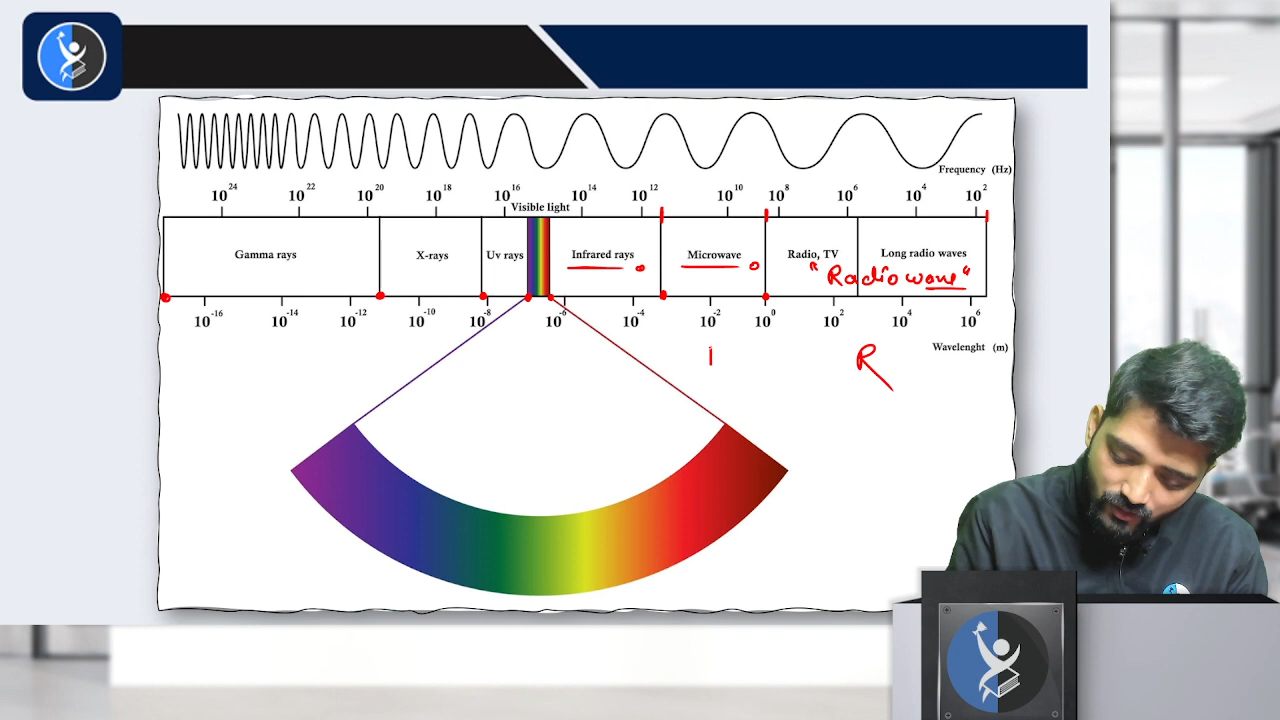 Frequency (Hz)
10^24 10^22 10^20 10^18 10^16 10^14 10^12 10^10 10^8 10^6 10^4 10^2
Visible light
Gamma rays X-rays Uv rays Infrared rays Microwave Radio, TV Long radio waves
"Radio wave"
10^-16 10^-14 10^-12 10^-10 10^-8 10^-6 10^-4 10^-2 10^0 10^2 10^4 10^6
Wavelenght (m)
I R